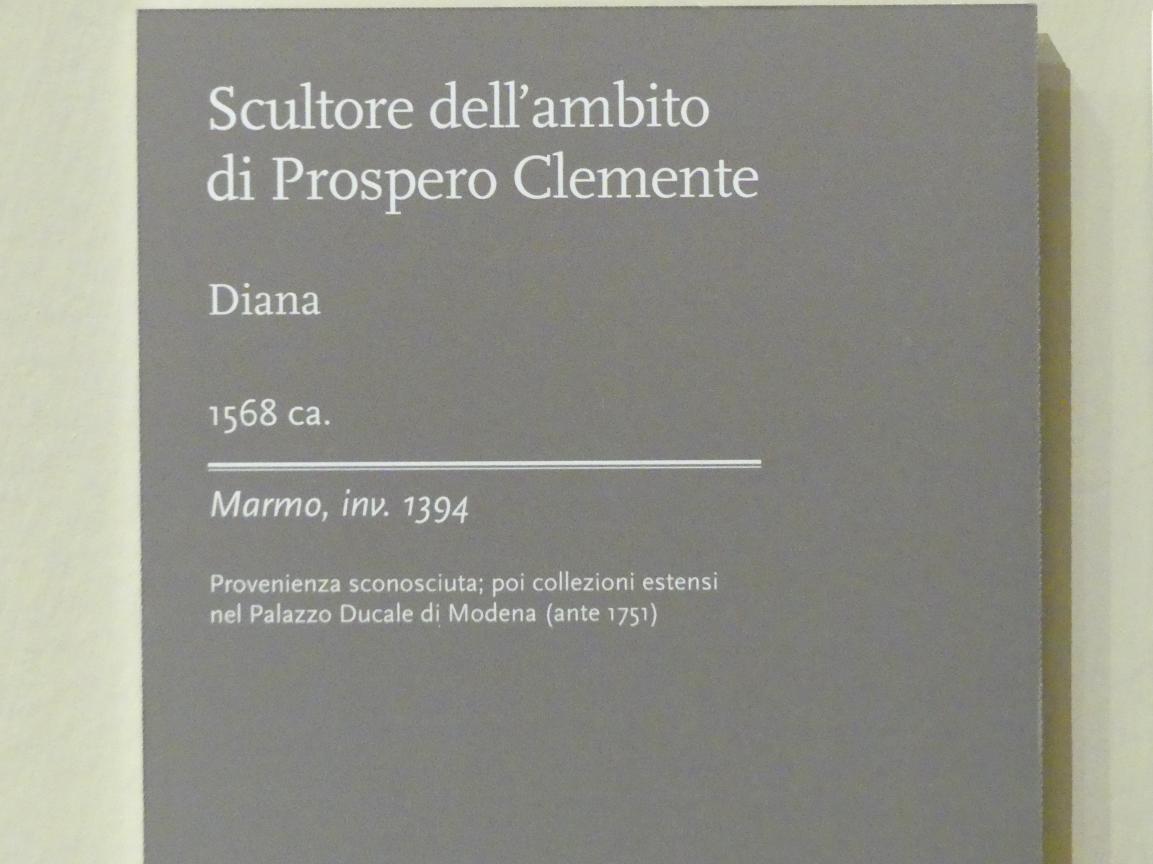 Scultore dell’ambito
di Prospero Clemente
Diana
1568 ca.
Marmo, inv. 1394
Provenienza sconosciuta; poi collezioni estensi
nel Palazzo Ducale di Modena (ante 1751)